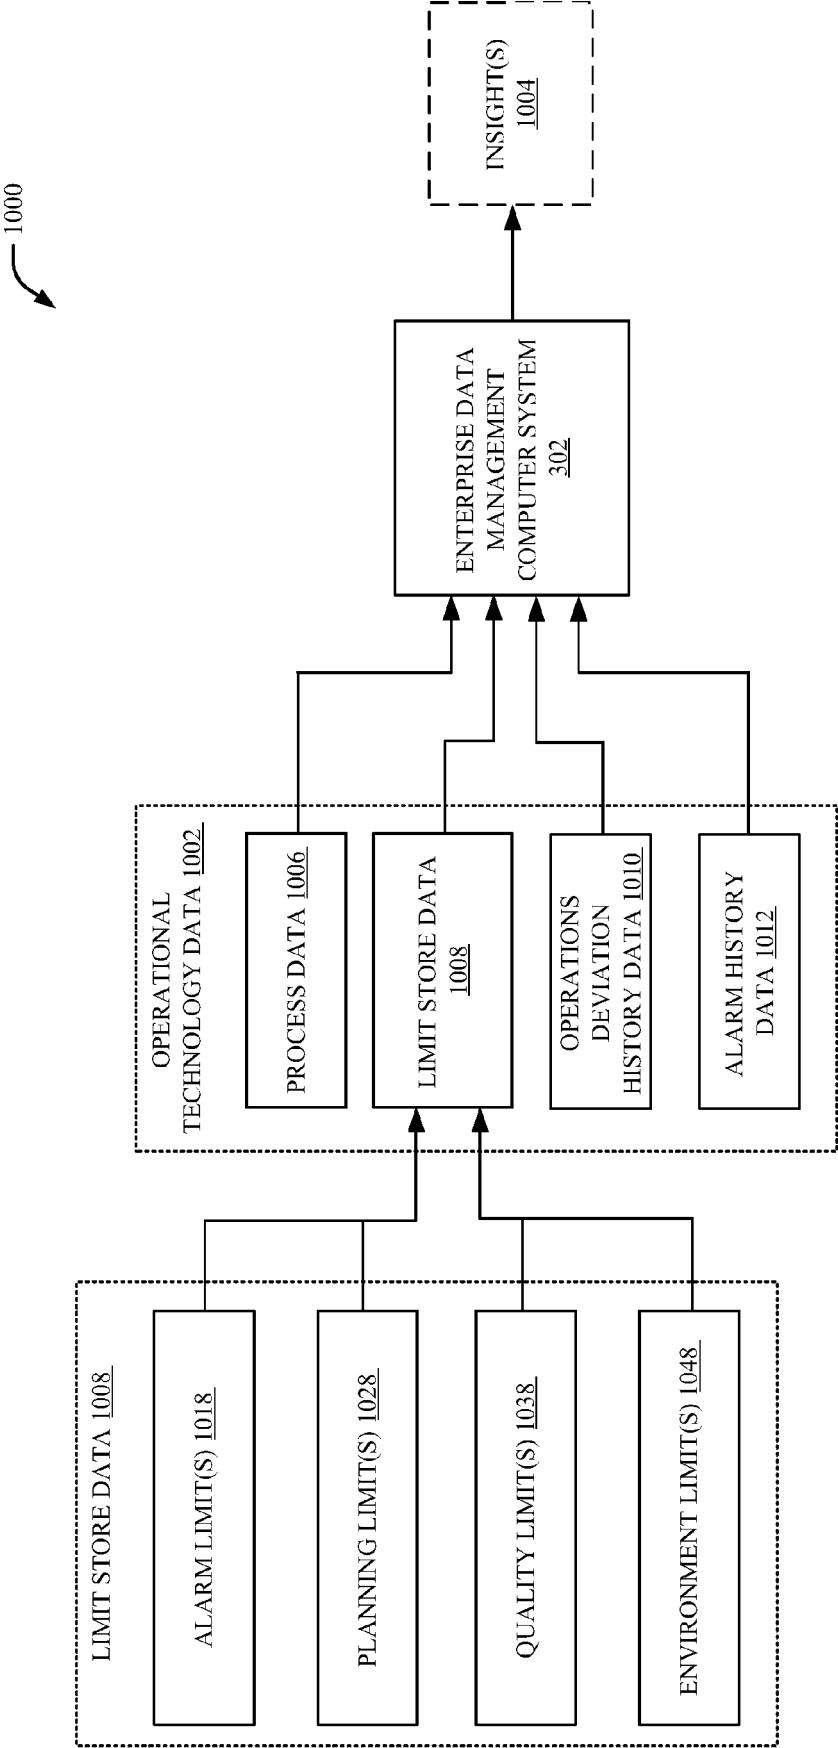 1000
LIMIT STORE DATA 1008
ALARM LIMIT(S) 1018
PLANNING LIMIT(S) 1028
QUALITY LIMIT(S) 1038
ENVIRONMENT LIMIT(S) 1048
OPERATIONAL
TECHNOLOGY DATA 1002
PROCESS DATA 1006
LIMIT STORE DATA
1008
OPERATIONS
DEVIATION
HISTORY DATA 1010
ALARM HISTORY
DATA 1012
ENTERPRISE DATA
MANAGEMENT
COMPUTER SYSTEM
302
INSIGHT(S)
1004